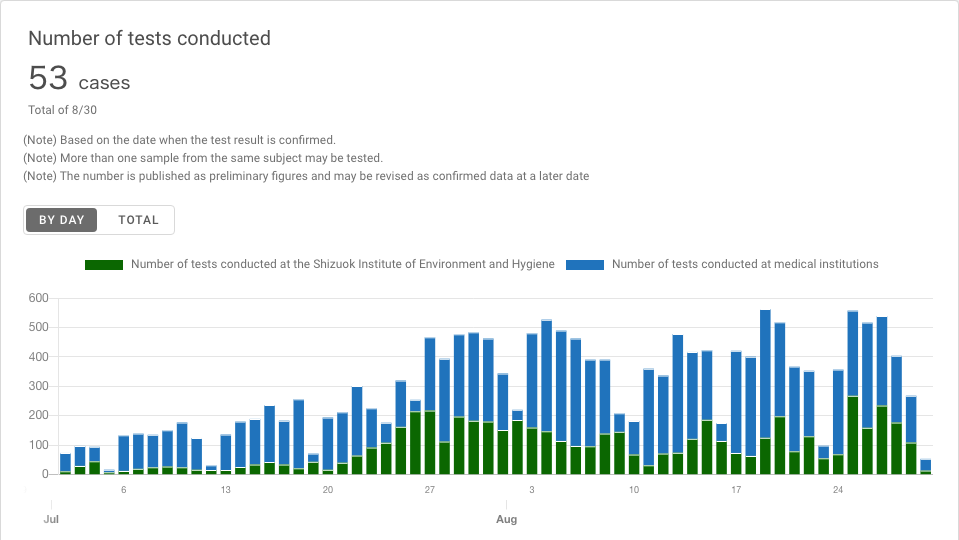 Number of tests conducted
53 cases
Total of 8/30
(Note) Based on the date when the test result is confirmed.
(Note) More than one sample from the same subject may be tested.
(Note) The number is published as preliminary figures and may be revised as confirmed data at a later date
BY DAY TOTAL
Number of tests conducted at the Shizuok Institute of Environment and Hygiene Number of tests conducted at medical institutions
600
500
400
300
200
100
0
6 13 20 27 3 10 17 24
Jul Aug